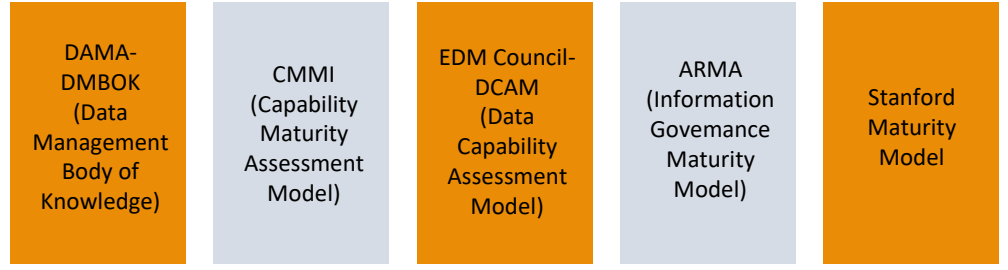 DAMA-
DMBOK
(Data
Management
Body of
Knowledge)
CMMI
(Capability
Maturity
Assessment
Model)
EDM Council-
DCAM
(Data
Capability
Assessment
Model)
ARMA
(Information
Govemance
Maturity
Model)
Stanford
Maturity
Model